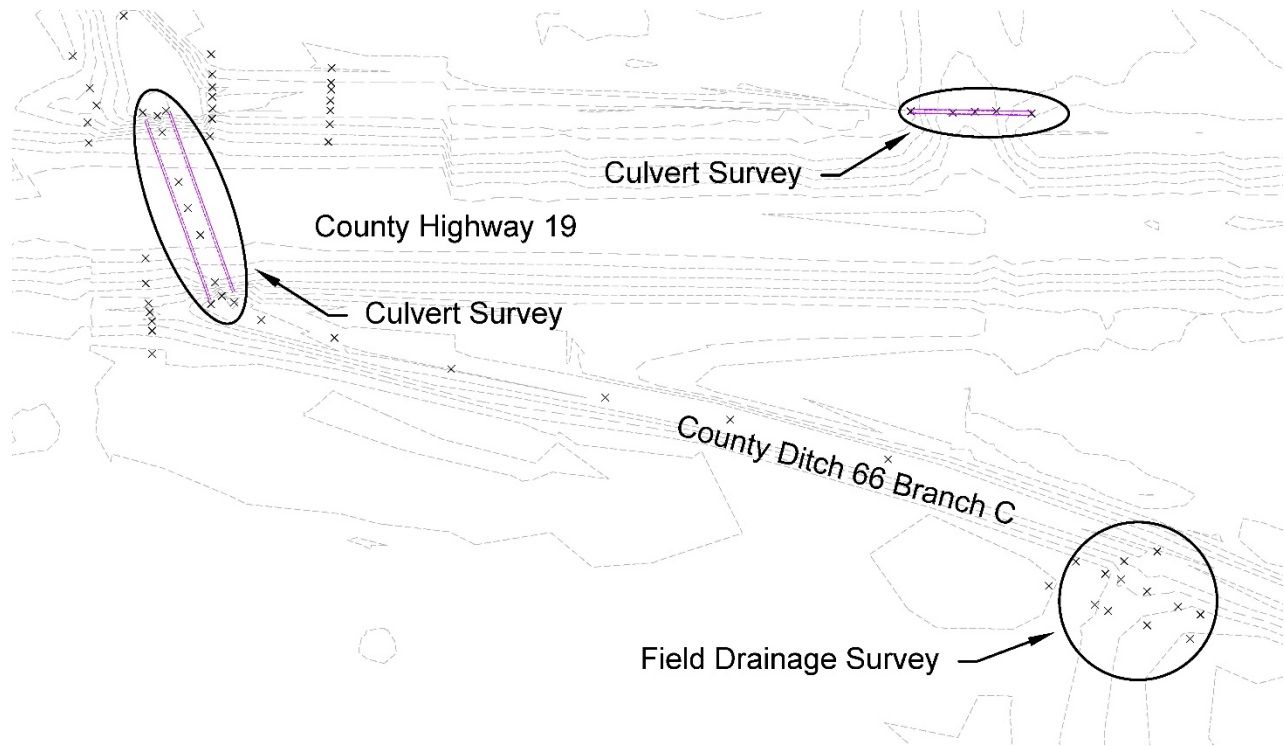 Culvert Survey
County Highway 19
Culvert Survey
County Ditch 66 Branch C
Field Drainage Survey